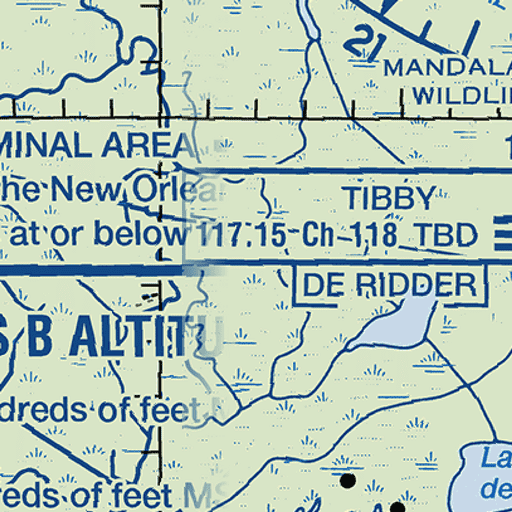 21
MANDALA
WILDLI
MINAL AREA
he New Orlea
TIBBY
at or below
117.15 Ch 118 TBD
DE RIDDER
S B ALTITU
dreds of feet
La
de
eds of feet MS